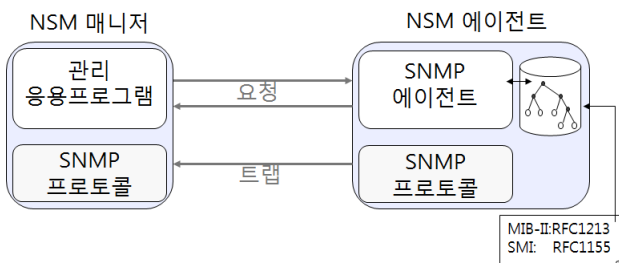 NSM 매니저
NSM 에이전트
관리
응용프로그램
SNMP
프로토콜
요청
트랩
SNMP
에이전트
SNMP
프로토콜
MIB-II:RFC1213
SMI: RFC1155